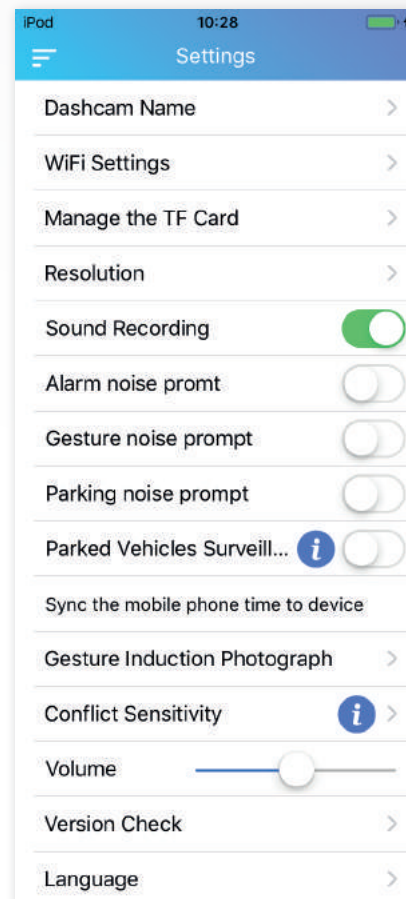 iPod 10:28
Settings
Dashcam Name
WiFi Settings
Manage the TF Card
Resolution
Sound Recording
Alarm noise promt
Gesture noise prompt
Parking noise prompt
Parked Vehicles Surveill... i
Sync the mobile phone time to device
Gesture Induction Photograph
Conflict Sensitivity i
Volume
Version Check
Language